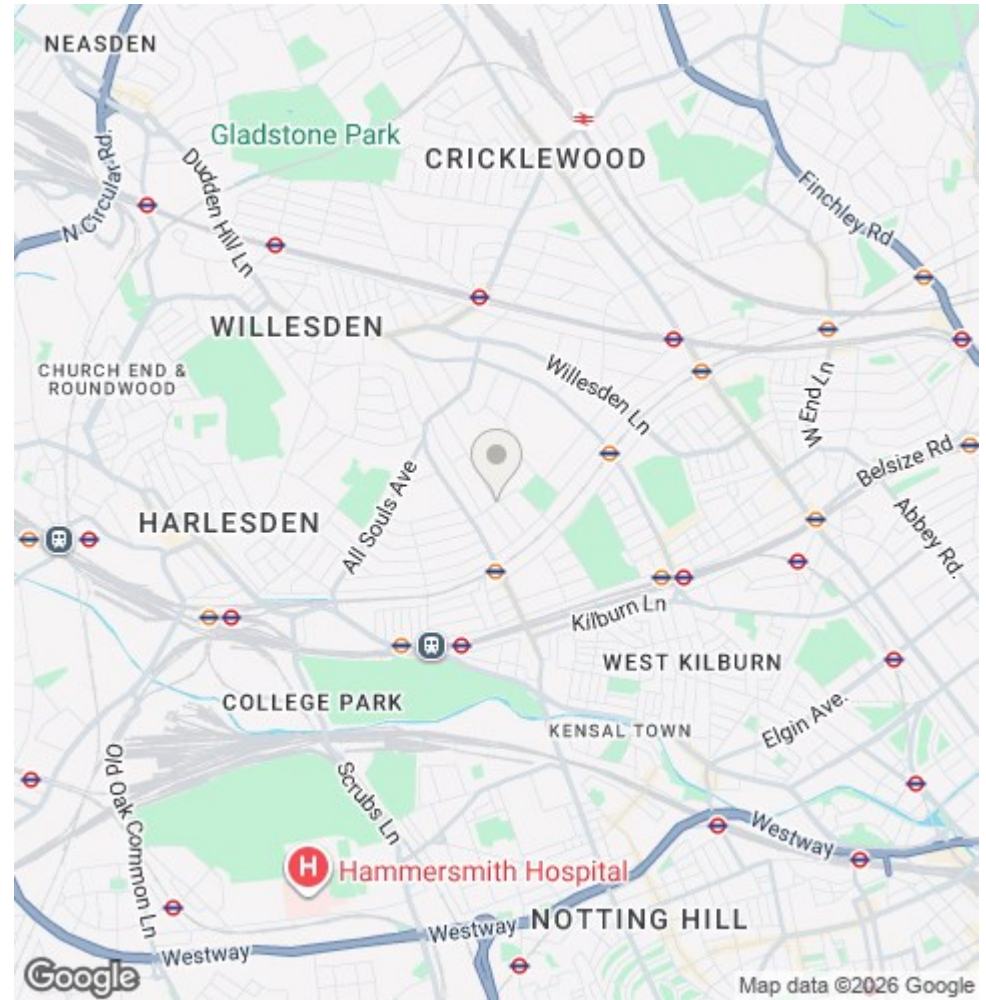 NEASDEN
Gladstone Park
CRICKLEWOOD
N Circular Rd.
Dudden Hill Ln
Finchley Rd
WILLESDEN
CHURCH END &
ROUNDWOOD
Willesden Ln
W End Ln
Belsize Rd
All Souls Ave
HARLESDEN
Abbey Rd.
Kilburn Ln
WEST KILBURN
COLLEGE PARK
KENSAL TOWN
Elgin Ave.
Old Oak Common Ln
Scrubs Ln
Westway
H
Hammersmith Hospital
Westway
NOTTING HILL
Westway
Google
Map data ©2026 Google